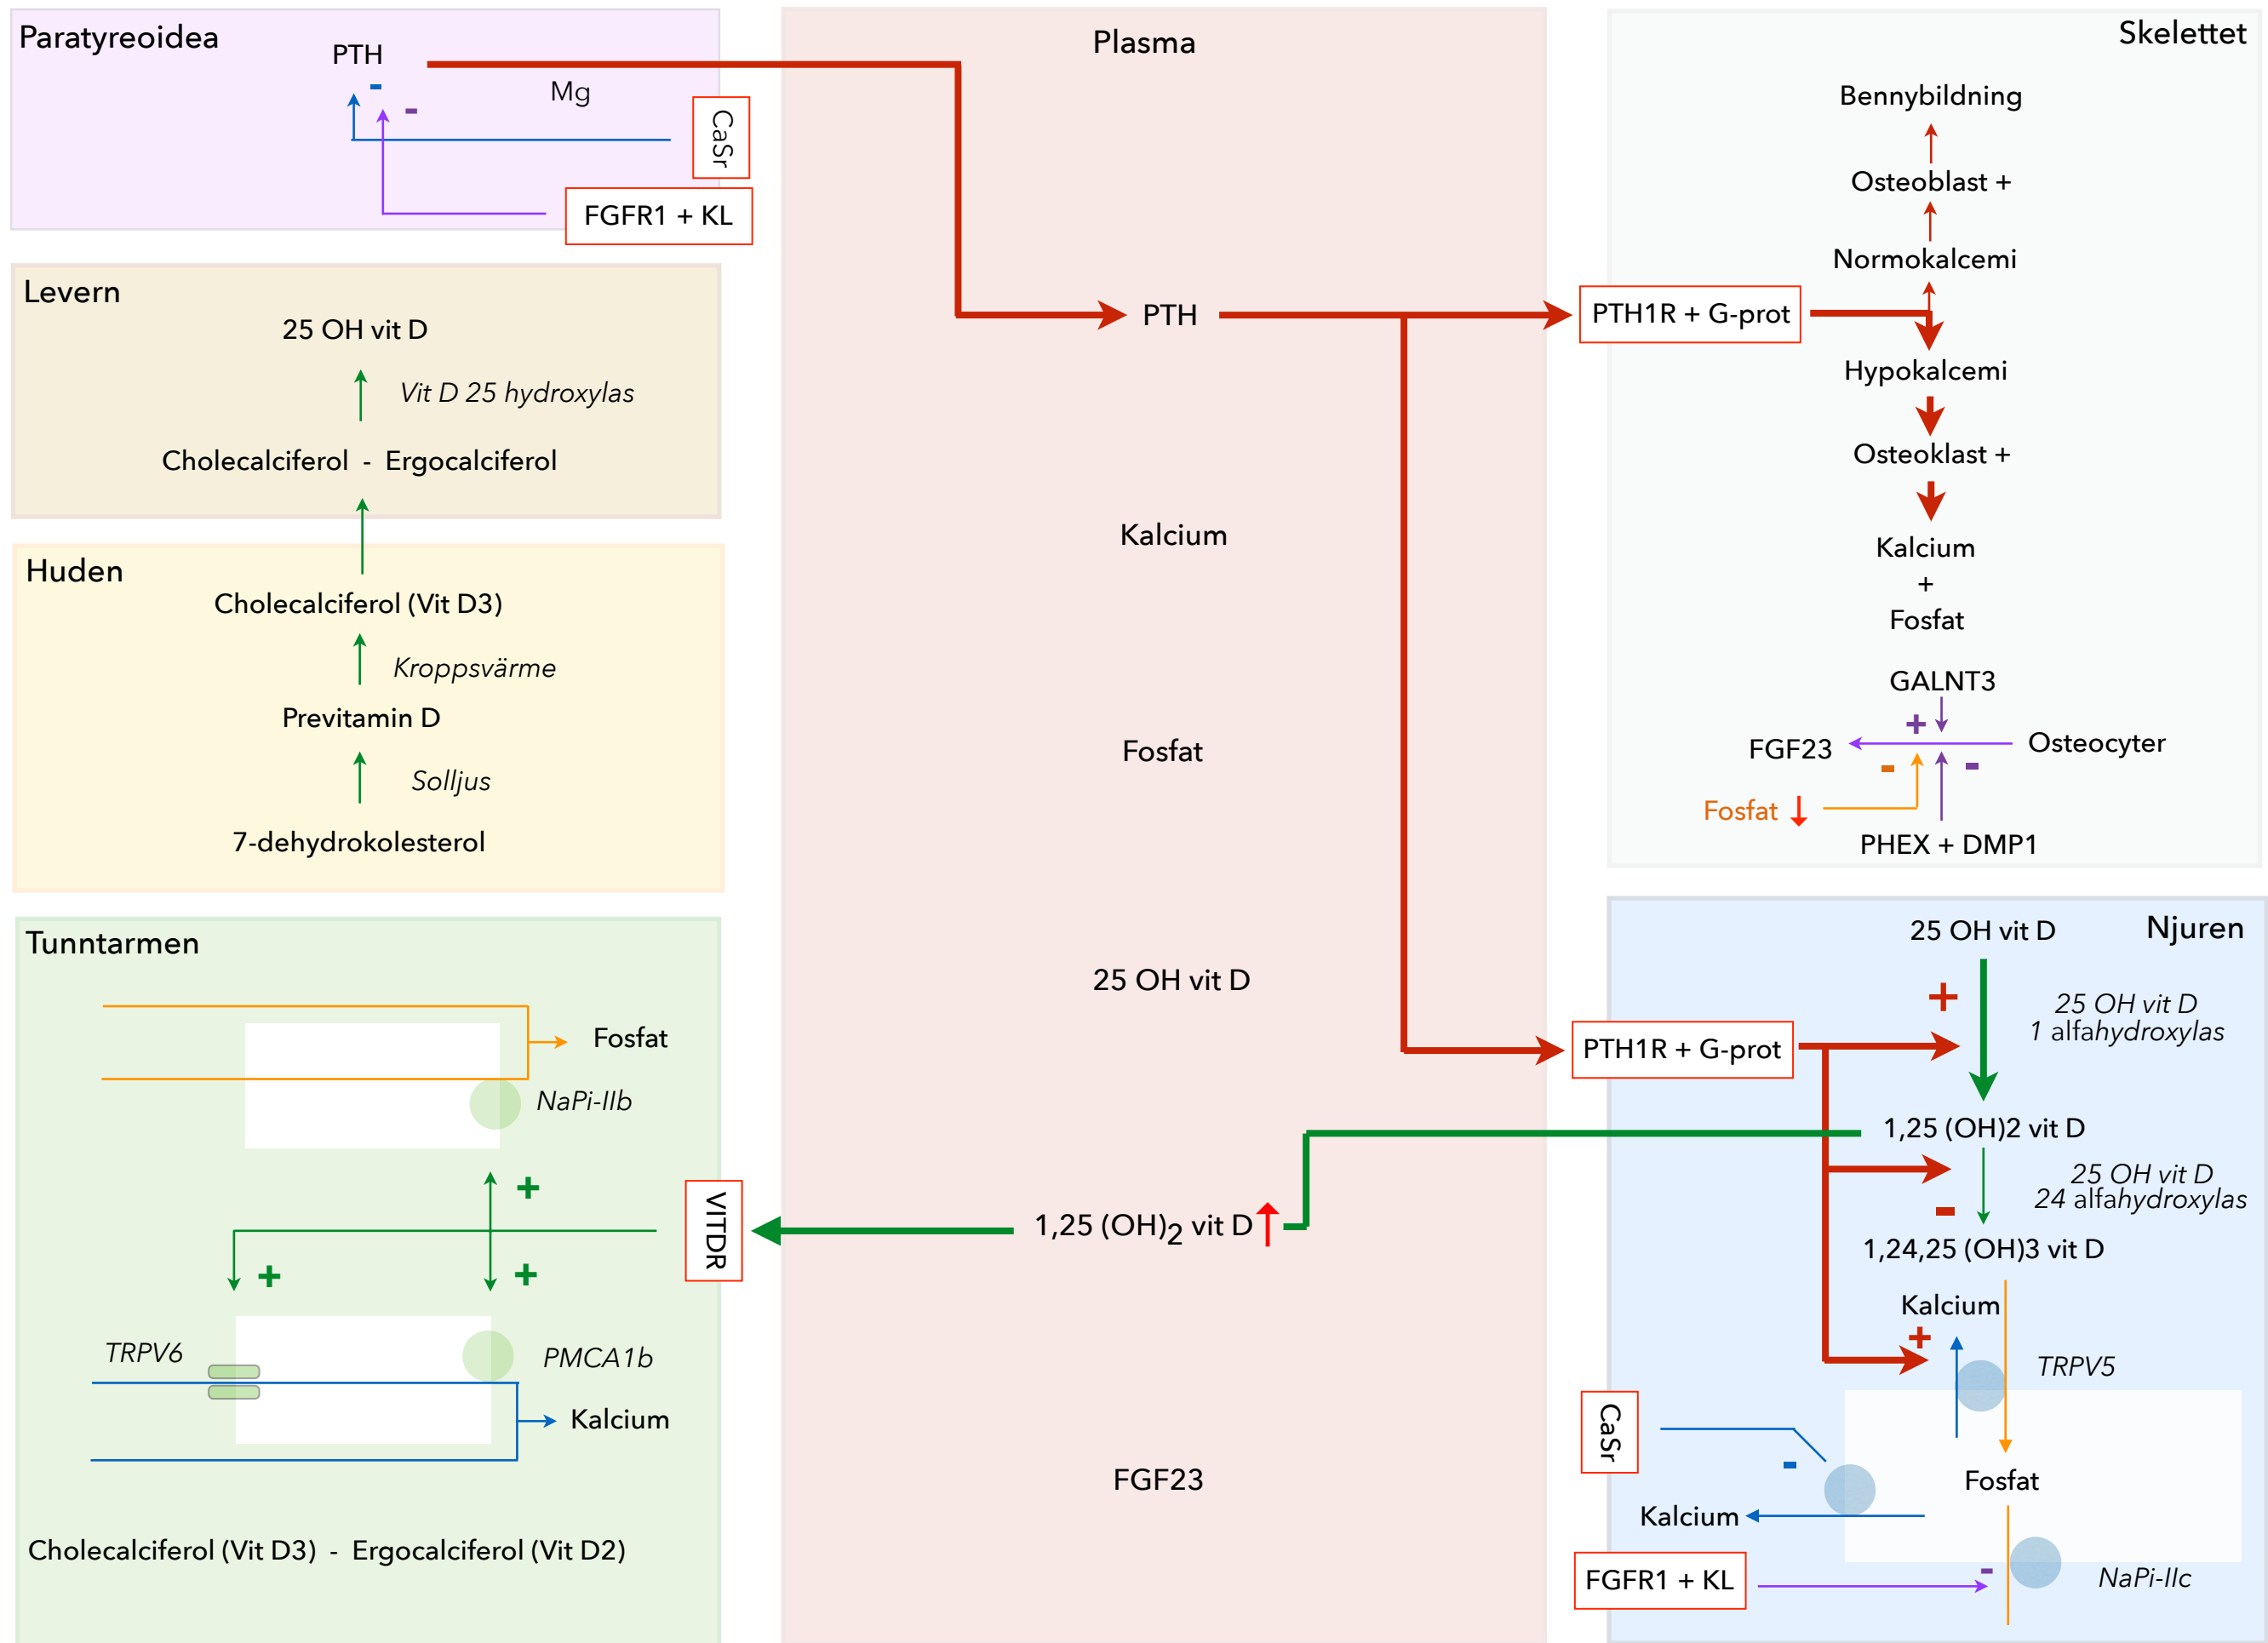 Paratyreoidea
PTH
-
-
Mg
CaSr
FGFR1 + KL
Levern
25 OH vit D
Vit D 25 hydroxylas
Cholecalciferol - Ergocalciferol
Huden
Cholecalciferol (Vit D3)
Kroppsvärme
Previtamin D
Solljus
7-dehydrokolesterol
Tunntarmen
Fosfat
NaPi-IIb
+
VITDR
+
+
TRPV6
PMCA1b
Kalcium
Cholecalciferol (Vit D3) - Ergocalciferol (Vit D2)
Plasma
PTH
Kalcium
Fosfat
25 OH vit D
1,25 (OH)2 vit D
FGF23
Skelettet
Bennybildning
Osteoblast +
Normokalcemi
PTH1R + G-prot
Hypokalcemi
Osteoklast +
Kalcium
+
Fosfat
GALNT3
+
FGF23
Osteocyter
-
-
Fosfat
PHEX + DMP1
Njuren
25 OH vit D
+
25 OH vit D
1 alfahydroxylas
PTH1R + G-prot
1,25 (OH)2 vit D
25 OH vit D
24 alfahydroxylas
-
1,24,25 (OH)3 vit D
Kalcium
+
TRPV5
CaSr
-
Fosfat
Kalcium
FGFR1 + KL
-
NaPi-IIc